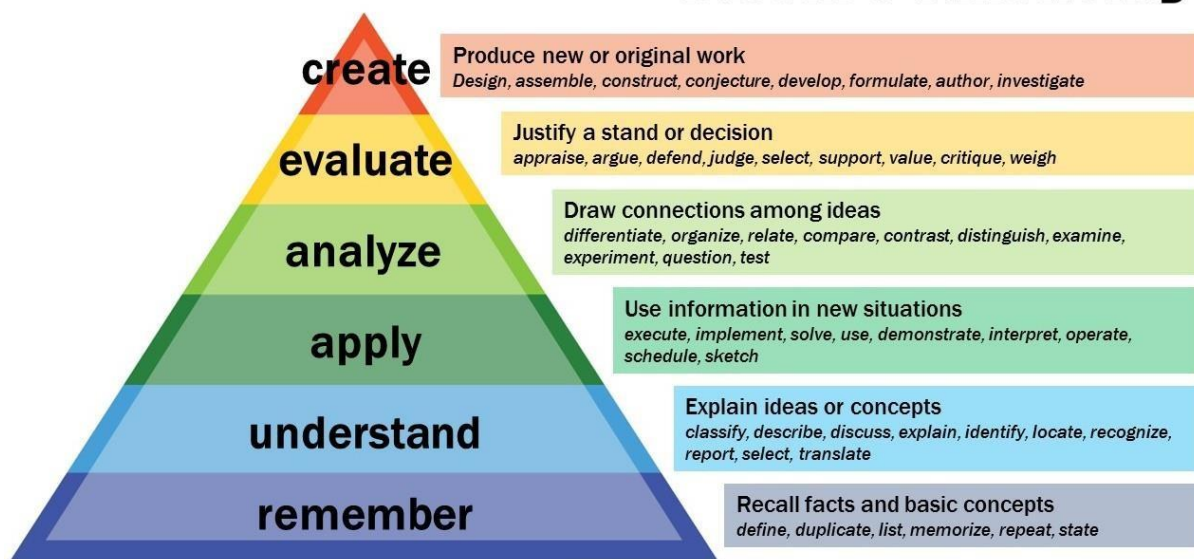 create
Produce new or original work
Design, assemble, construct, conjecture, develop, formulate, author, investigate
evaluate
Justify a stand or decision
appraise, argue, defend, judge, select, support, value, critique, weigh
analyze
Draw connections among ideas
differentiate, organize, relate, compare, contrast, distinguish, examine,
experiment, question, test
apply
Use information in new situations
execute, implement, solve, use, demonstrate, interpret, operate,
schedule, sketch
understand
Explain ideas or concepts
classify, describe, discuss, explain, identify, locate, recognize,
report, select, translate
remember
Recall facts and basic concepts
define, duplicate, list, memorize, repeat, state